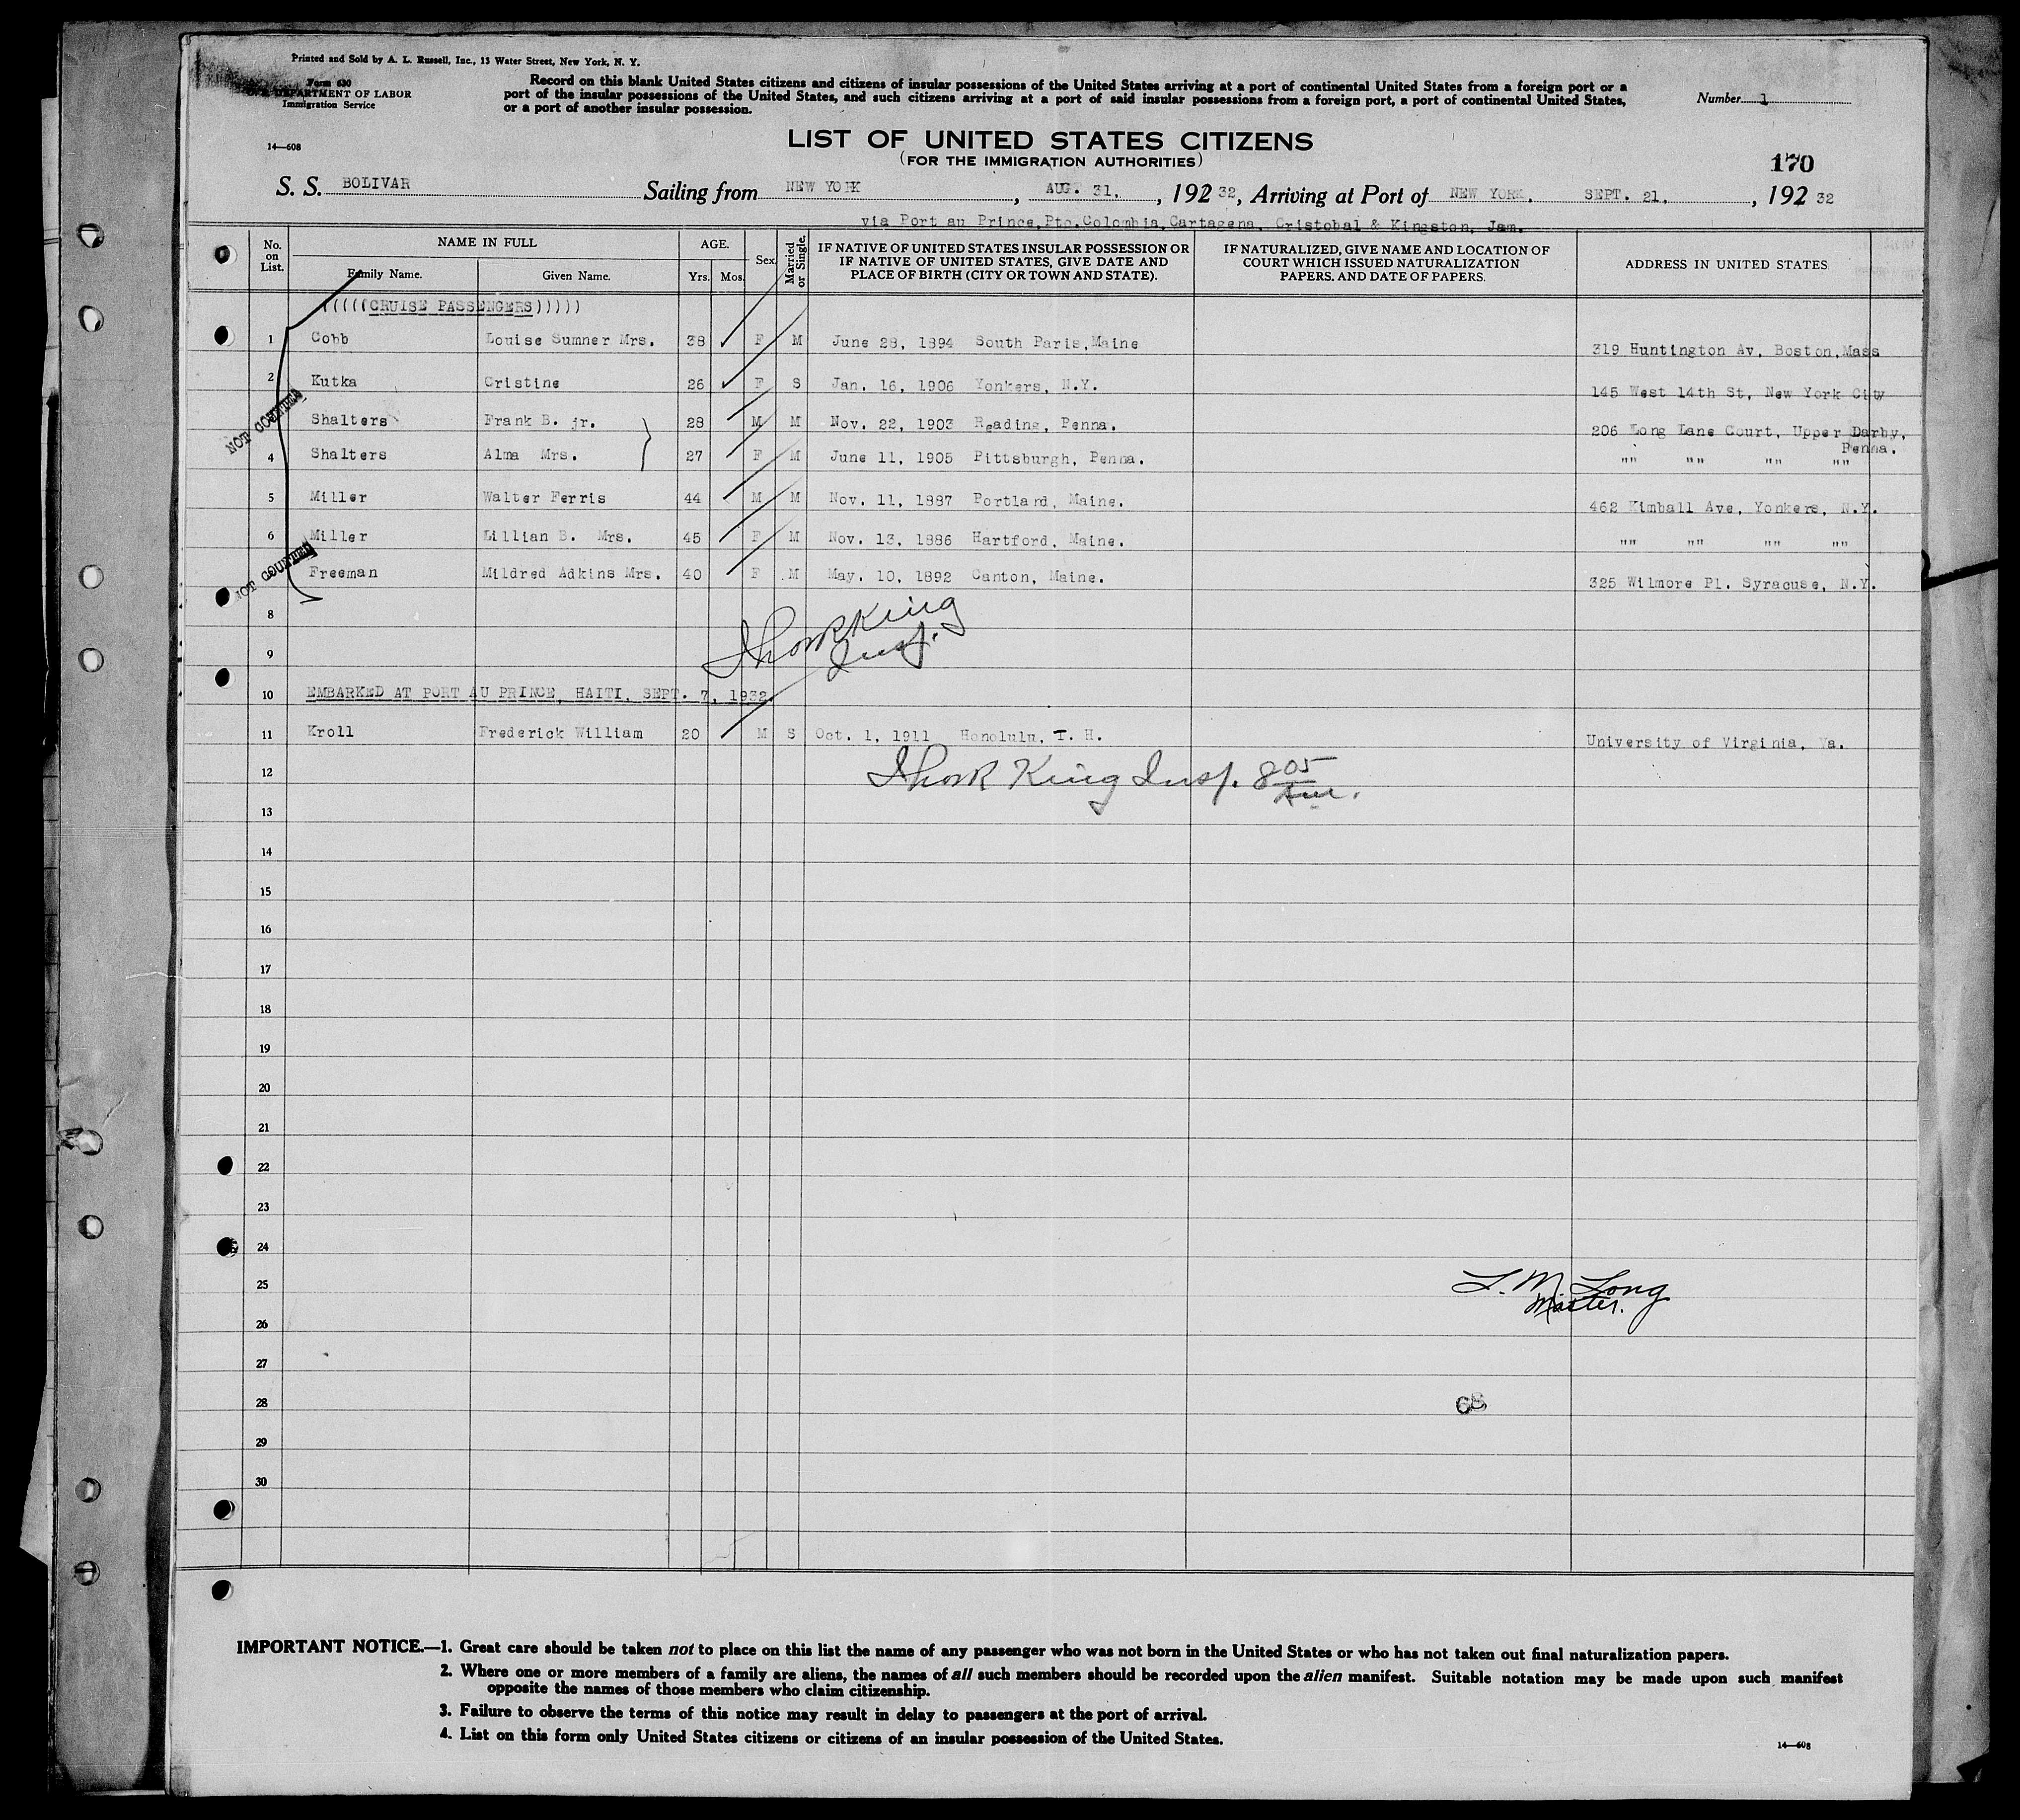 Printed and Sold by A. L. Russell, Inc., 13 Water Street, New York, N. Y.
Form 630
DEPARTMENT OF LABOR
Immigration Service
14—608
Record on this blank United States citizens and citizens of insular possessions of the United States arriving at a port of continental United States from a foreign port or a
port of the insular possessions of the United States, and such citizens arriving at a port of said insular possessions from a foreign port, a port of continental United States,
or a port of another insular possession.
Number 1
LIST OF UNITED STATES CITIZENS
(FOR THE IMMIGRATION AUTHORITIES)
170
S. S. BOLIVAR Sailing from NEW YORK, AUG. 31., 192 32, Arriving at Port of NEW YORK. SEPT. 21, , 192 32
via Port au Prince, Pto. Colombia, Cartagena, Cristobal & Kingston, Jam.
No. on List. NAME IN FULL Family Name. Given Name. AGE. Yrs. Mos. Sex Married or Single. IF NATIVE OF UNITED STATES INSULAR POSSESSION OR IF NATIVE OF UNITED STATES, GIVE DATE AND PLACE OF BIRTH (CITY OR TOWN AND STATE). IF NATURALIZED, GIVE NAME AND LOCATION OF COURT WHICH ISSUED NATURALIZATION PAPERS, AND DATE OF PAPERS. ADDRESS IN UNITED STATES
(((((CRUISE PASSENGERS)))))
1 Cobb Louise Sumner Mrs. 38 F M June 28, 1894 South Paris, Maine 319 Huntington Av, Boston, Mass
2 Kutka Cristine 26 F S Jan. 16, 1906 Yonkers, N.Y. 145 West 14th St, New York City
NOT COUNTED
Shalters Frank B. jr. 28 M M Nov. 22, 1903 Reading, Penna. 206 Long Lane Court, Upper Darby, Penna.
4 Shalters Alma Mrs. 27 F M June 11, 1905 Pittsburgh, Penna. "" "" "" ""
5 Miller Walter Ferris 44 M M Nov. 11, 1887 Portland, Maine. 462 Kimball Ave, Yonkers, N.Y.
6 Miller Lillian B. Mrs. 45 F M Nov. 13, 1886 Hartford, Maine. "" "" "" ""
NOT COUNTED
Freeman Mildred Adkins Mrs. 40 F M May. 10, 1892 Canton, Maine. 325 Wilmore Pl. Syracuse, N.Y.
8
King
Insp.
9
10 EMBARKED AT PORT AU PRINCE, HAITI, SEPT. 7, 1932.
11 Kroll Frederick William 20 M S Oct. 1, 1911 Honolulu, T. H. University of Virginia, Va.
12 King Insp. 8 05 Am.
13
14
15
16
17
18
19
20
21
22
23
24
25 L. M. Long
Master.
26
27
28 68
29
30
IMPORTANT NOTICE.—1. Great care should be taken not to place on this list the name of any passenger who was not born in the United States or who has not taken out final naturalization papers.
2. Where one or more members of a family are aliens, the names of all such members should be recorded upon the alien manifest. Suitable notation may be made upon such manifest
opposite the names of those members who claim citizenship.
3. Failure to observe the terms of this notice may result in delay to passengers at the port of arrival.
4. List on this form only United States citizens or citizens of an insular possession of the United States.
14—608